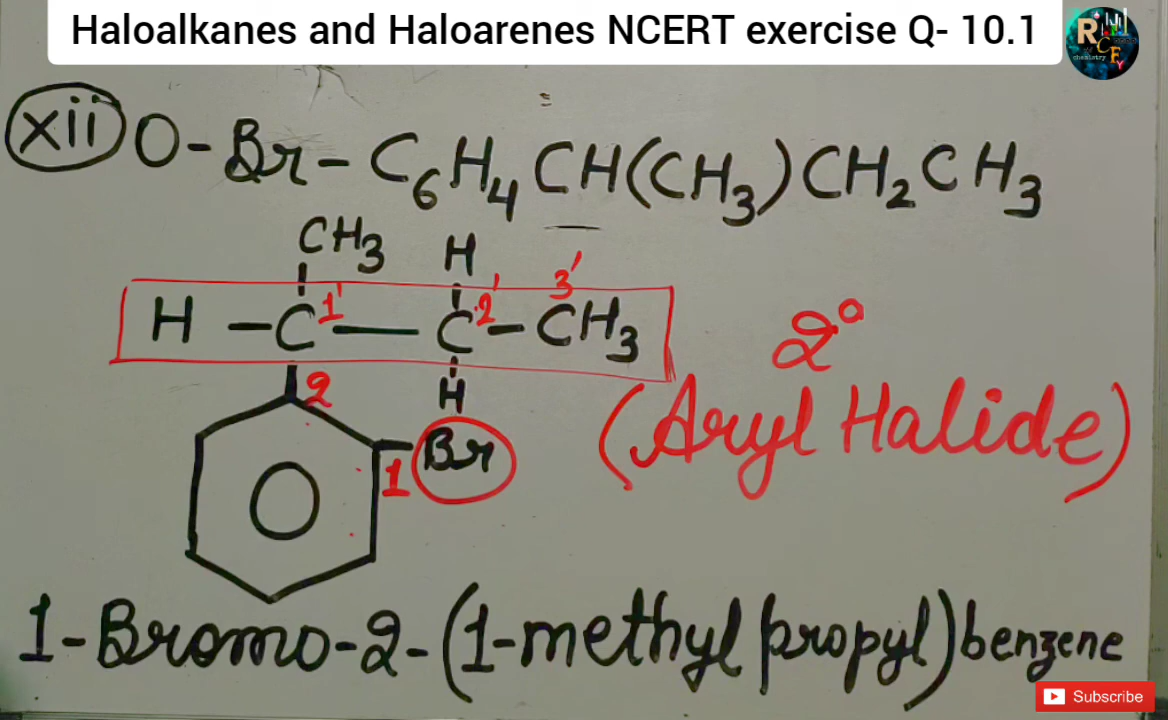 Haloalkanes and Haloarenes NCERT exercise Q- 10.1
R
C
E
Y
chemistry
xii O-Br-C₆H₄CH(CH₃)CH₂CH₃
CH₃ H
1' 2' 3'
H-C-C-CH₃
2°
2 H
(Aryl Halide)
1 Br
1-Bromo-2-(1-methyl propyl)benzene
Subscribe